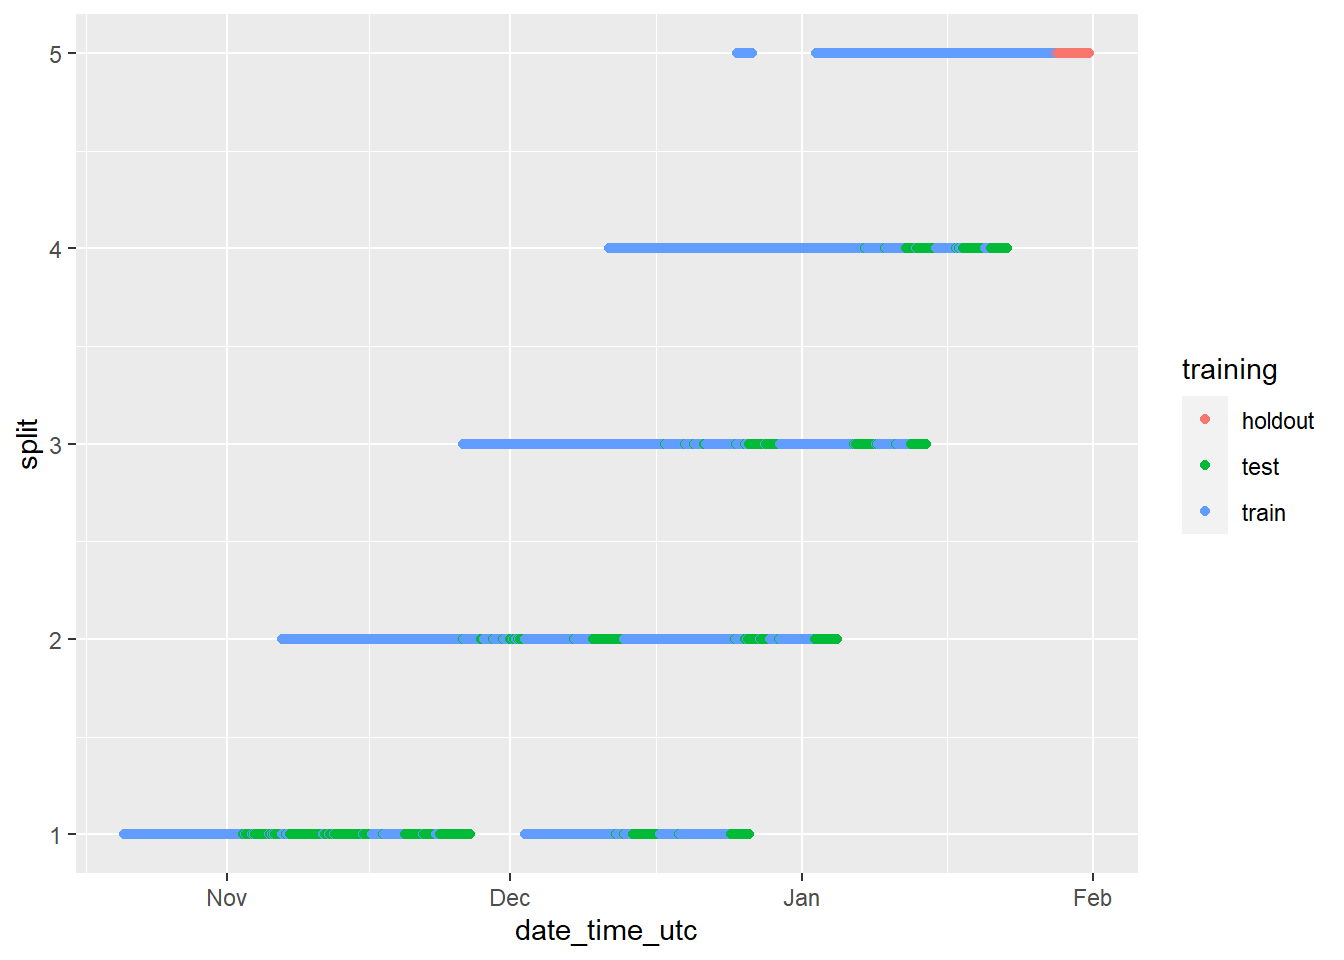 5
4
3
2
1
split
Nov
Dec
Jan
Feb
date_time_utc
training
holdout
test
train